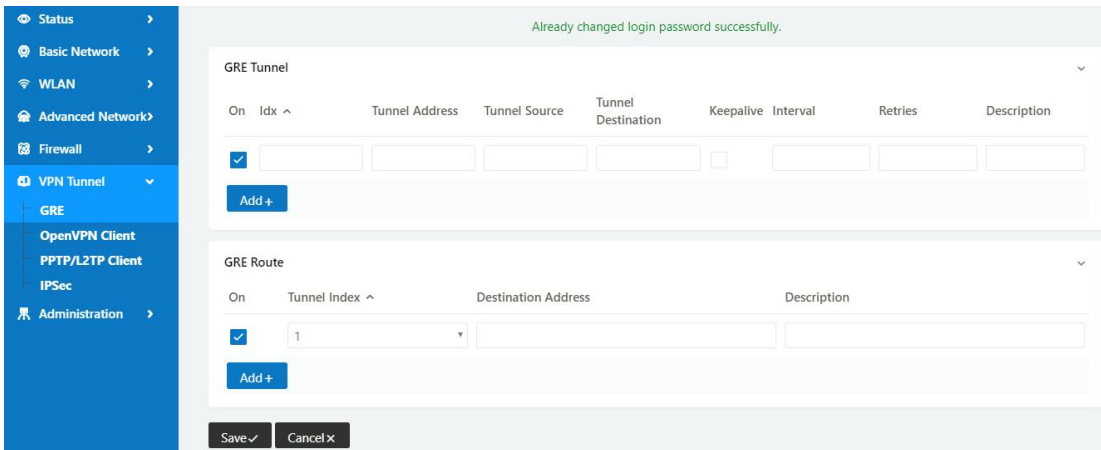 Status
Basic Network
WLAN
Advanced Network
Firewall
VPN Tunnel
GRE
OpenVPN Client
PPTP/L2TP Client
IPSec
Administration
Already changed login password successfully.
GRE Tunnel
On Idx Tunnel Address Tunnel Source Tunnel Destination Keepalive Interval Retries Description
Add +
GRE Route
On Tunnel Index Destination Address Description
1
Add +
Save Cancel